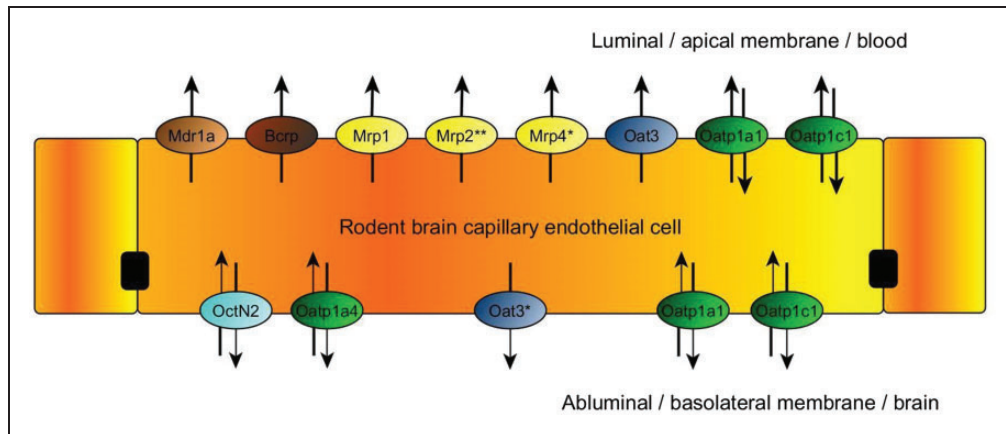 Luminal / apical membrane / blood
Mdr1a Bcrp Mrp1 Mrp2** Mrp4* Oat3 Oatp1a1 Oatp1c1
Rodent brain capillary endothelial cell
OctN2 Oatp1a4 Oat3* Oatp1a1 Oatp1c1
Abluminal / basolateral membrane / brain